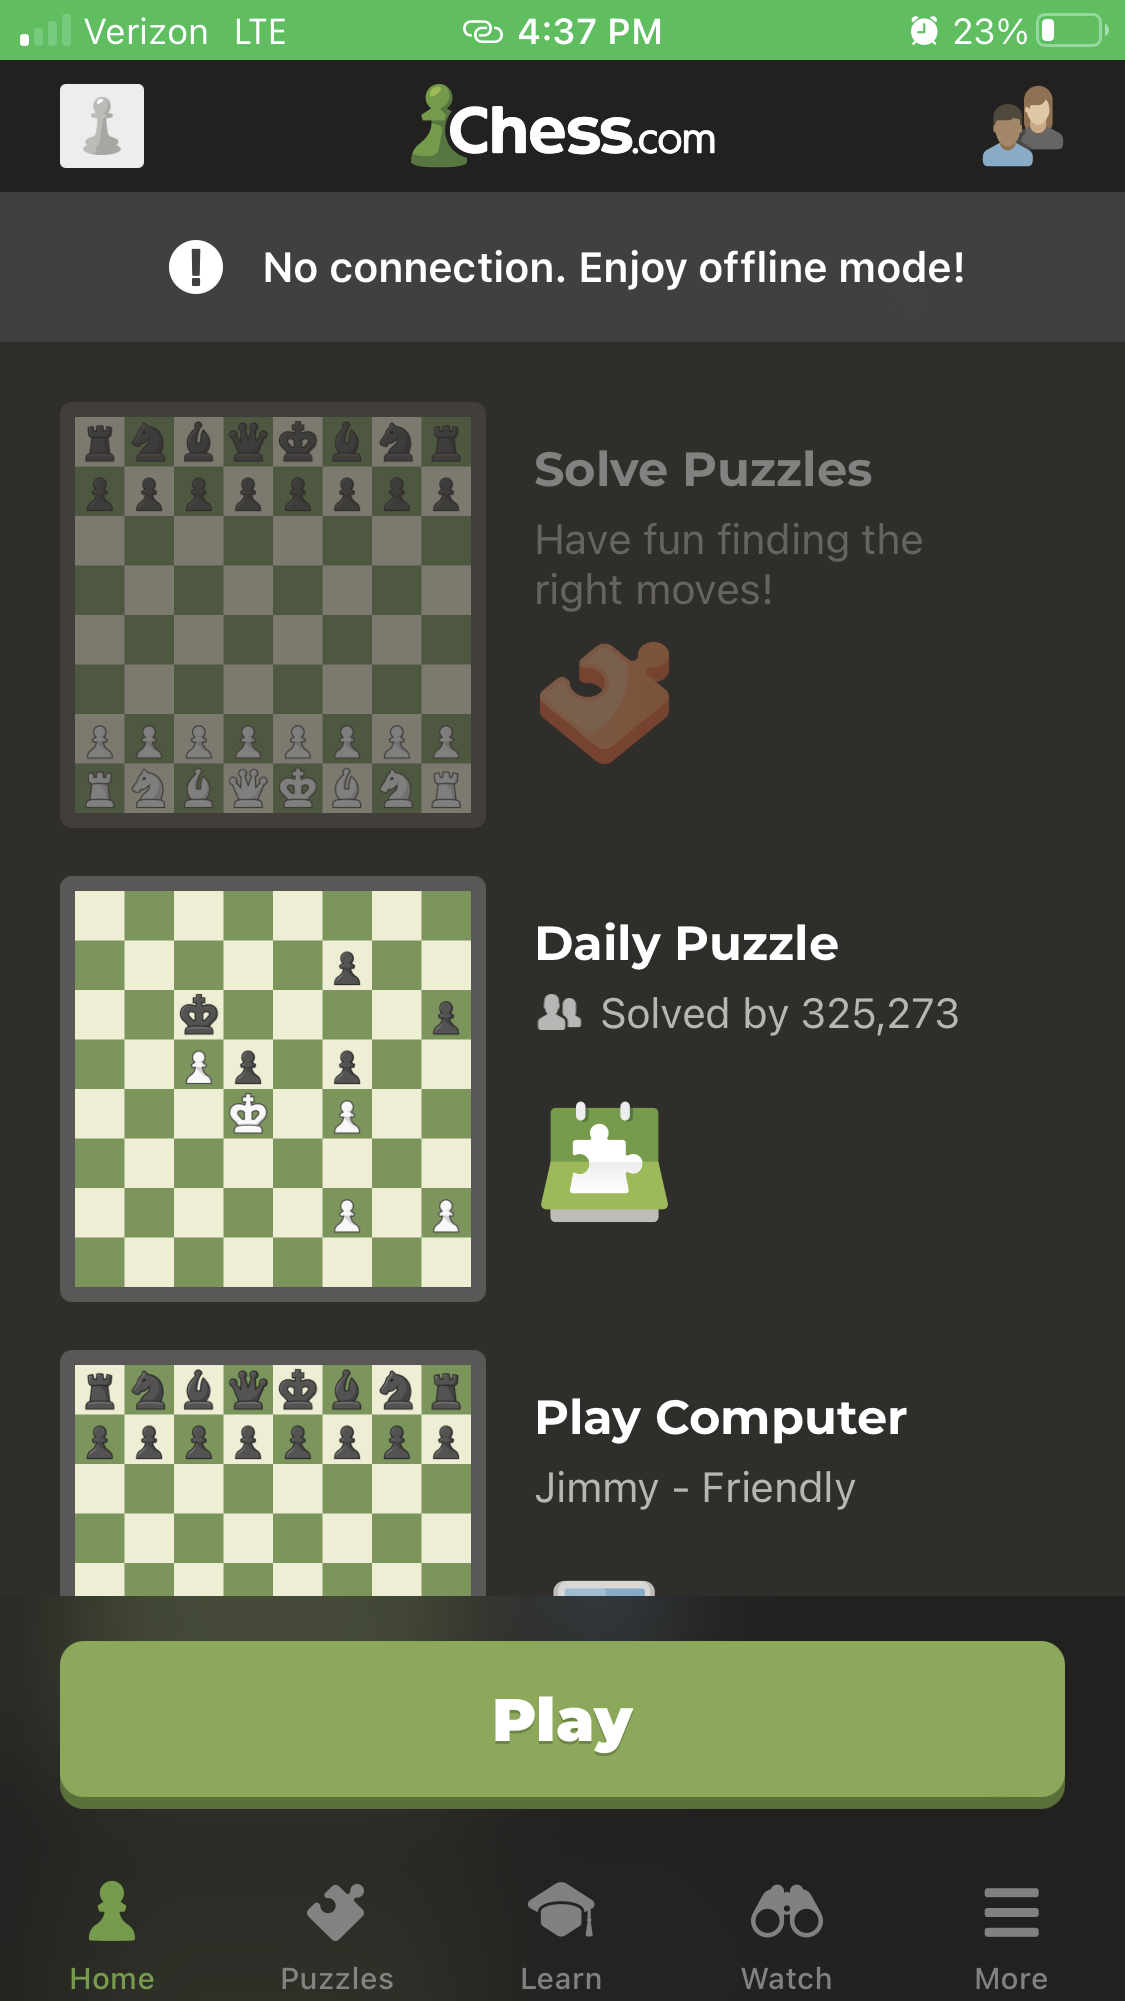 Verizon LTE 4:37 PM 23%
Chess.com
No connection. Enjoy offline mode!
Solve Puzzles
Have fun finding the
right moves!
Daily Puzzle
Solved by 325,273
Play Computer
Jimmy - Friendly
Play
Home Puzzles Learn Watch More